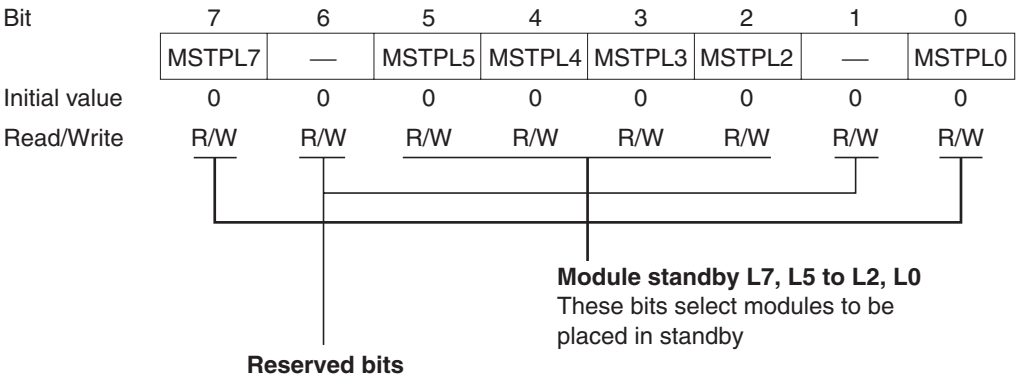 Bit 7 6 5 4 3 2 1 0
MSTPL7 — MSTPL5 MSTPL4 MSTPL3 MSTPL2 — MSTPL0
Initial value 0 0 0 0 0 0 0 0
Read/Write R/W R/W R/W R/W R/W R/W R/W R/W
Module standby L7, L5 to L2, L0
These bits select modules to be
placed in standby
Reserved bits